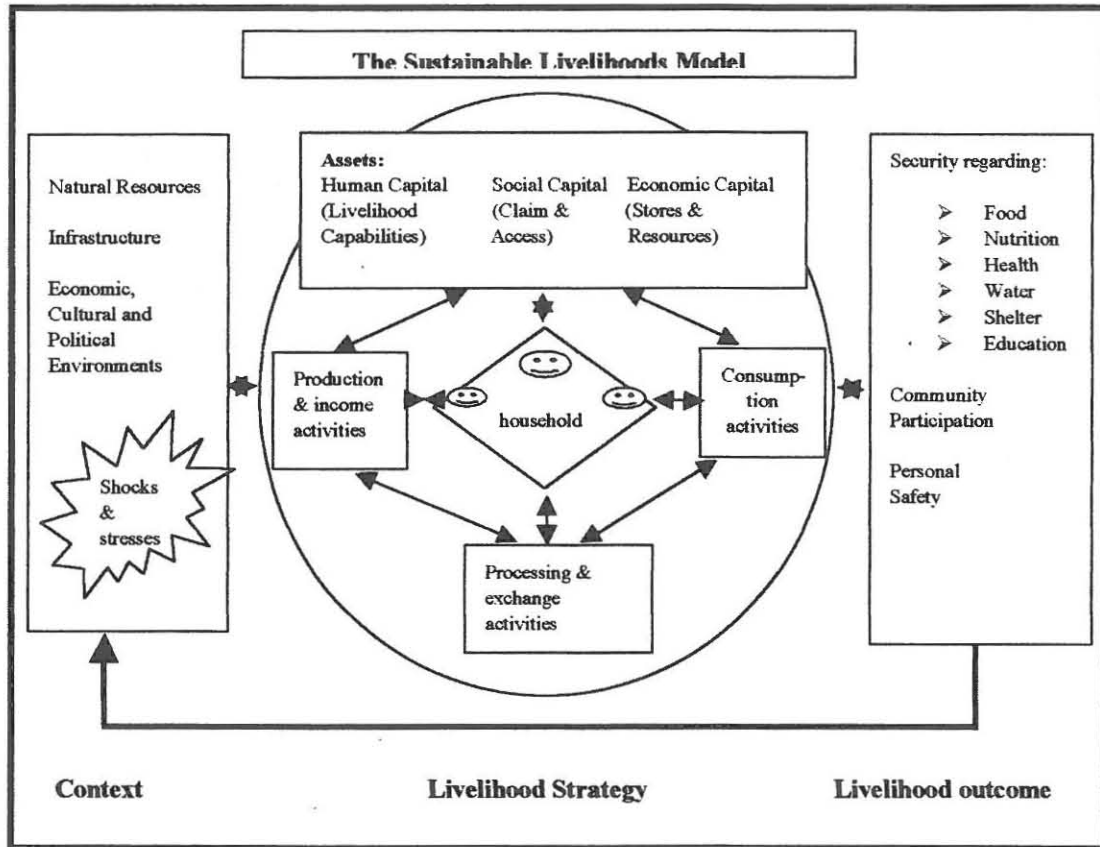 The Sustainable Livelihoods Model
Natural Resources
Infrastructure
Economic,
Cultural and
Political
Environments
Shocks
&
stresses
Assets:
Human Capital
(Livelihood
Capabilities)
Social Capital
(Claim &
Access)
Economic Capital
(Stores &
Resources)
Production
& income
activities
household
Consump-
tion
activities
Processing &
exchange
activities
Security regarding:
Food
Nutrition
Health
Water
Shelter
Education
Community
Participation
Personal
Safety
Context
Livelihood Strategy
Livelihood outcome